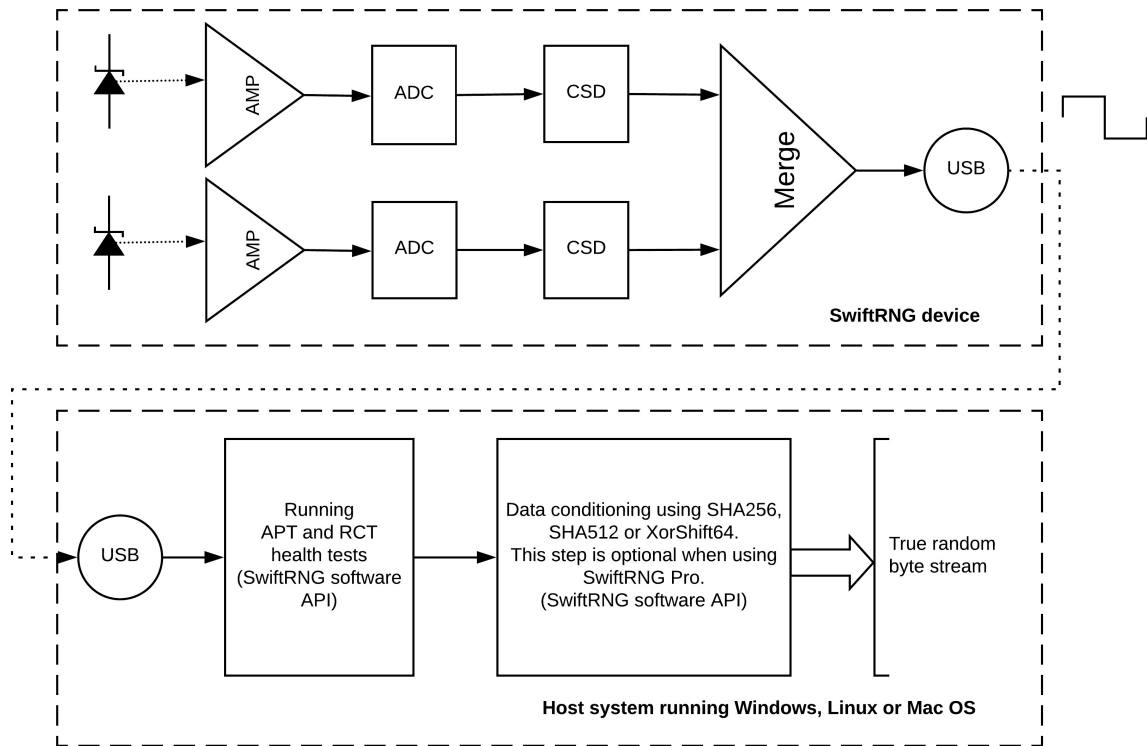 AMP
ADC
CSD
Merge
USB
AMP
ADC
CSD
SwiftRNG device
USB
Running
APT and RCT
health tests
(SwiftRNG software
API)
Data conditioning using SHA256,
SHA512 or XorShift64.
This step is optional when using
SwiftRNG Pro.
(SwiftRNG software API)
True random
byte stream
Host system running Windows, Linux or Mac OS